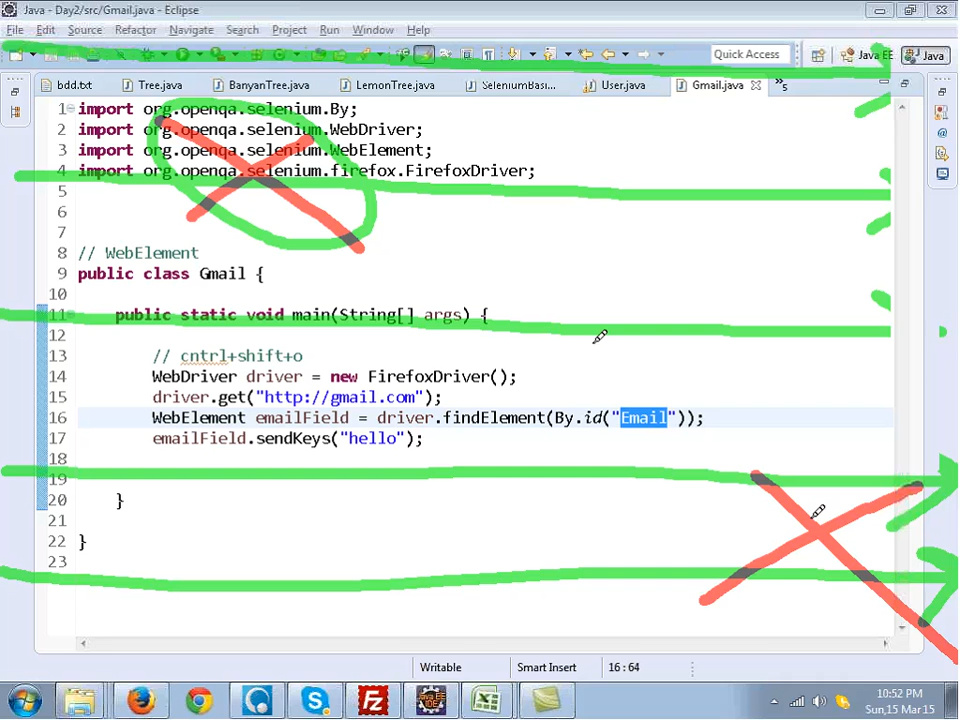 Java - Day2/src/Gmail.java - Eclipse
File Edit Source Refactor Navigate Search Project Run Window Help
Quick Access Java EE Java
bdd.txt Tree.java BanyanTree.java LemonTree.java SeleniumBasi... User.java Gmail.java »5
1 import org.openqa.selenium.By;
2 import org.openqa.selenium.WebDriver;
3 import org.openqa.selenium.WebElement;
4 import org.openqa.selenium.firefox.FirefoxDriver;
5
6
7
8 // WebElement
9 public class Gmail {
10
11 public static void main(String[] args) {
12
13 // cntrl+shift+o
14 WebDriver driver = new FirefoxDriver();
15 driver.get("http://gmail.com");
16 WebElement emailField = driver.findElement(By.id("Email"));
17 emailField.sendKeys("hello");
18
19
20 }
21
22 }
23
Writable Smart Insert 16 : 64
Java EE IDE
10:52 PM
Sun,15 Mar 15